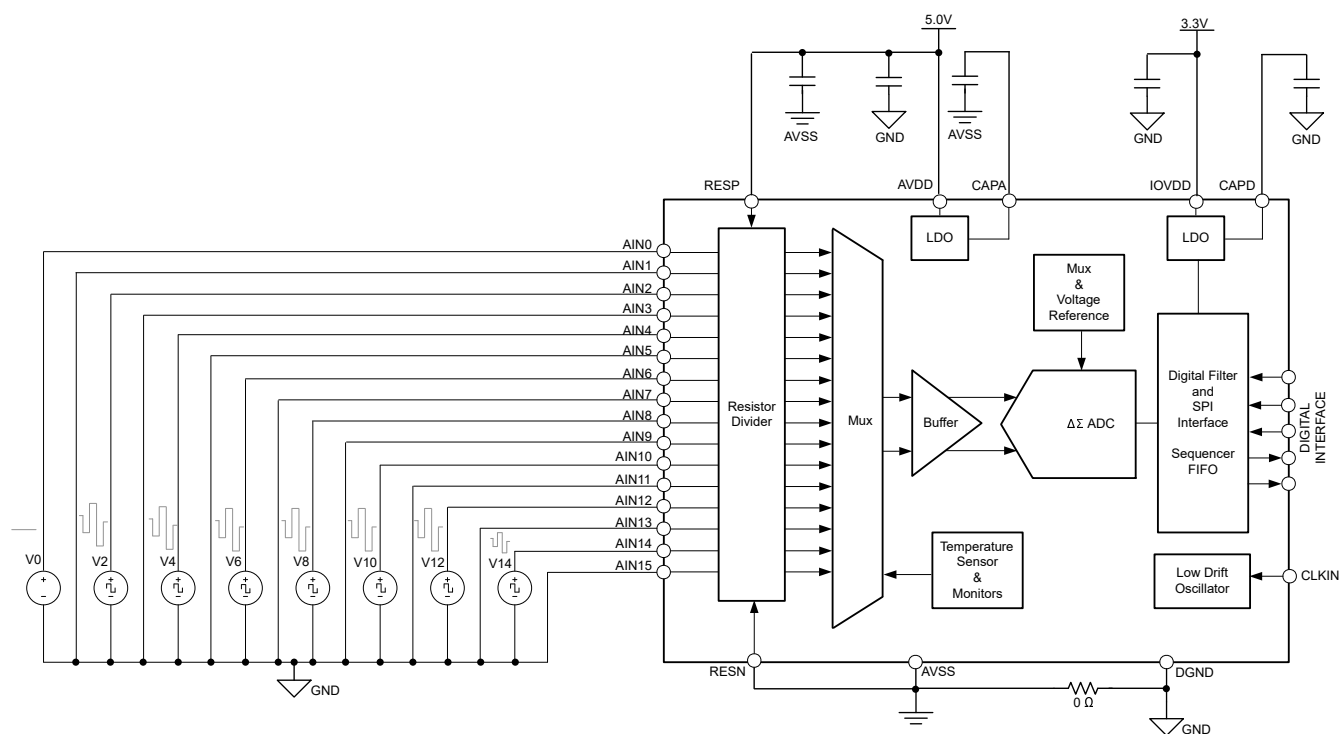 5.0V
3.3V
AVSS
GND
AVSS
GND
GND
RESP
AVDD
CAPA
IOVDD
CAPD
LDO
LDO
AIN0
AIN1
AIN2
AIN3
AIN4
AIN5
AIN6
AIN7
AIN8
AIN9
AIN10
AIN11
AIN12
AIN13
AIN14
AIN15
Resistor
Divider
Mux
Buffer
Mux
&
Voltage
Reference
ΔΣ ADC
Digital Filter
and
SPI
Interface
Sequencer
FIFO
DIGITAL
INTERFACE
Temperature
Sensor
&
Monitors
Low Drift
Oscillator
CLKIN
V0
V2
V4
V6
V8
V10
V12
V14
GND
RESN
AVSS
DGND
0 Ω
GND